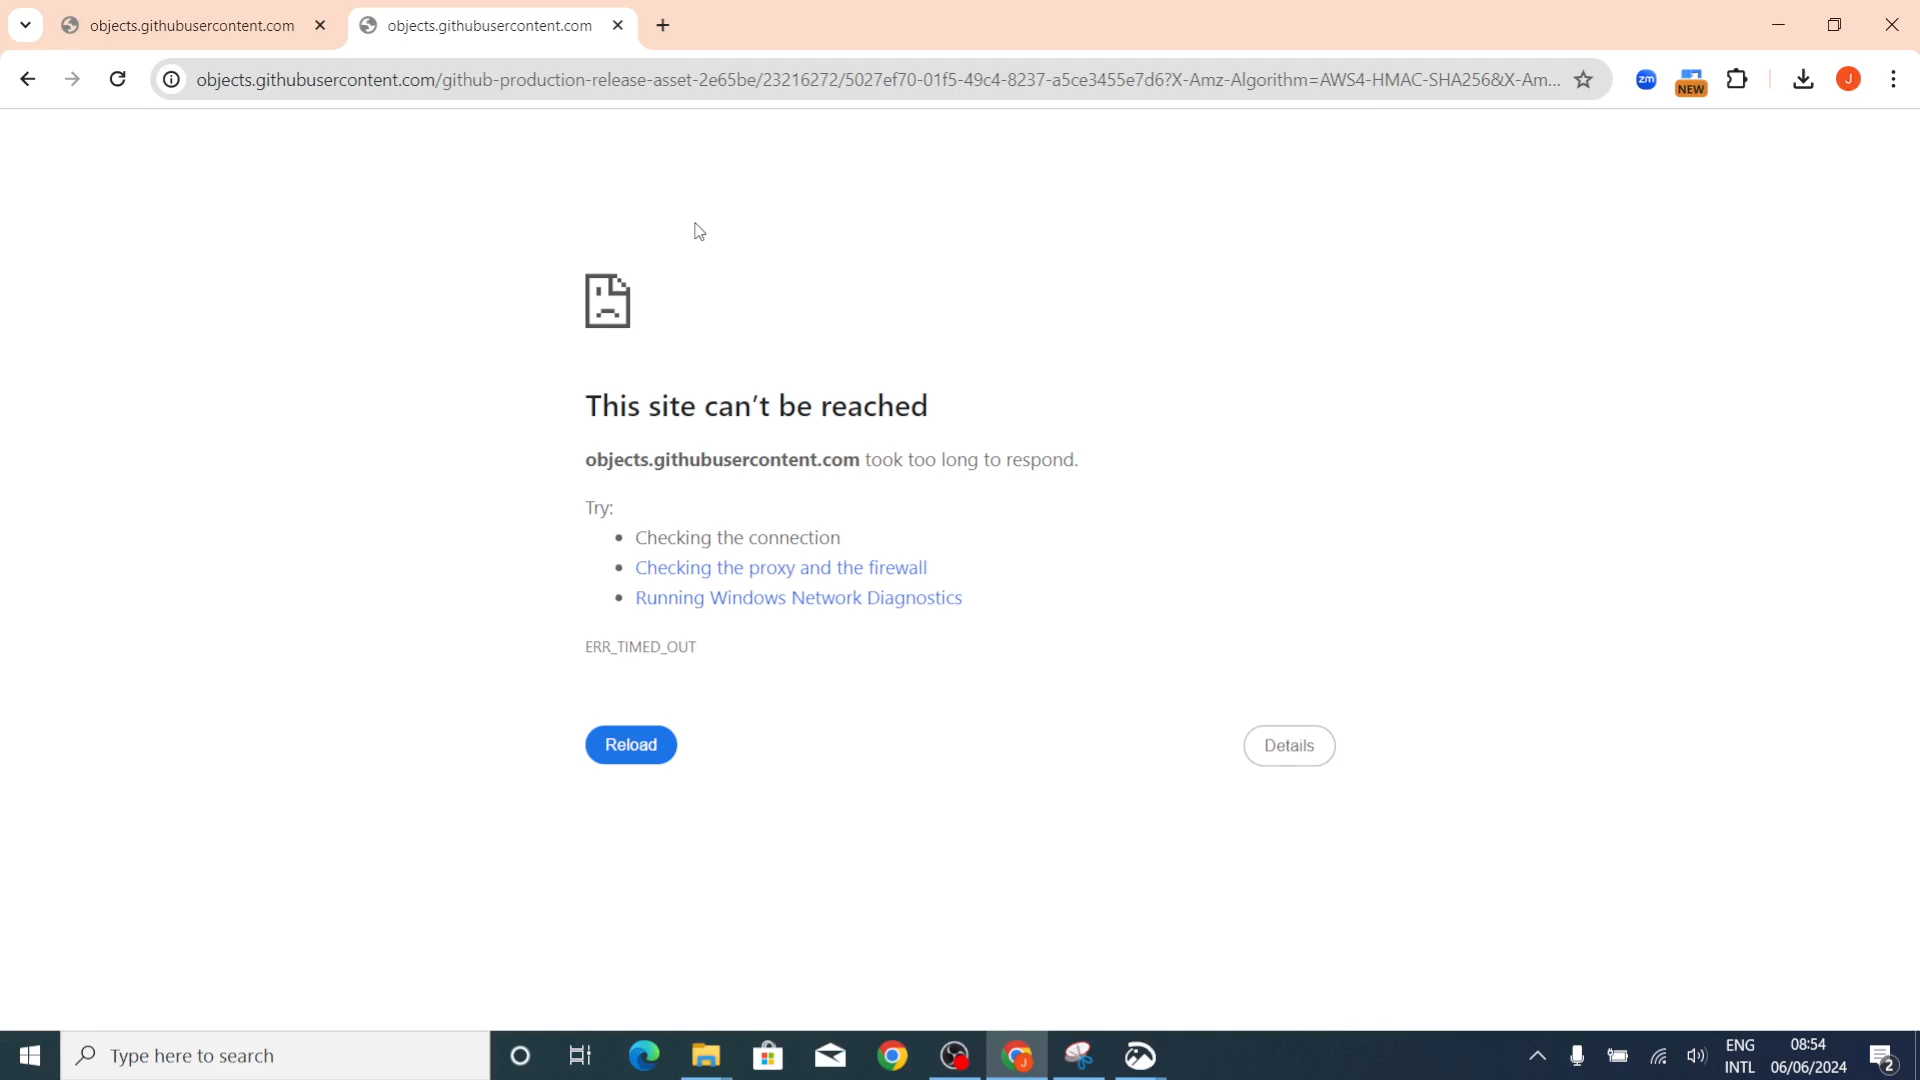 objects.githubusercontent.com
objects.githubusercontent.com
objects.githubusercontent.com/github-production-release-asset-2e65be/23216272/5027ef70-01f5-49c4-8237-a5ce3455e7d6?X-Amz-Algorithm=AWS4-HMAC-SHA256&X-Am...
zm
NEW
J
This site can’t be reached
objects.githubusercontent.com took too long to respond.
Try:
• Checking the connection
• Checking the proxy and the firewall
• Running Windows Network Diagnostics
ERR_TIMED_OUT
Reload
Details
Type here to search
J
ENG
INTL
08:54
06/06/2024
2